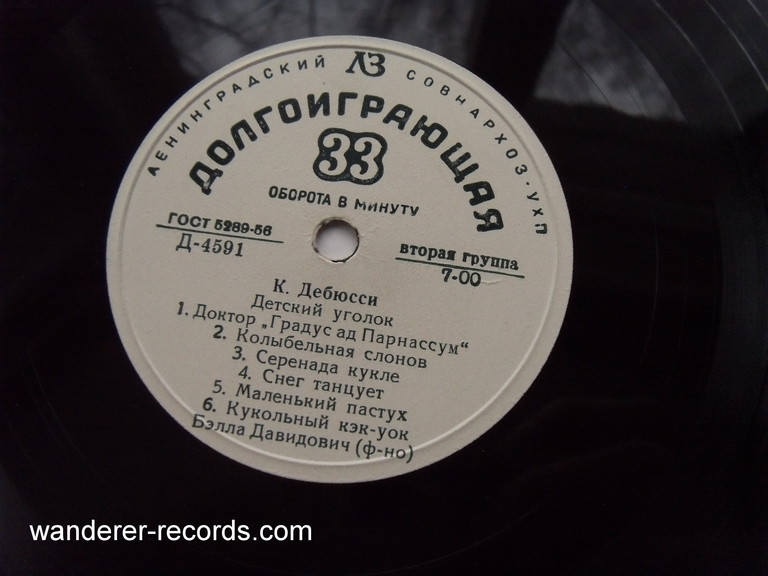 ЛЕНИНГРАДСКИЙ ЛЗ СОВНАРХОЗ-УХП
ДОЛГОИГРАЮЩАЯ
33
ОБОРОТА В МИНУТУ
ГОСТ 5289-56
Д-4591
вторая группа
7-00
К. Дебюсси
Детский уголок
1. Доктор „Градус ад Парнассум“
2. Колыбельная слонов
3. Серенада кукле
4. Снег танцует
5. Маленький пастух
6. Кукольный кэк-уок
Бэлла Давидович (ф-но)
wanderer-records.com